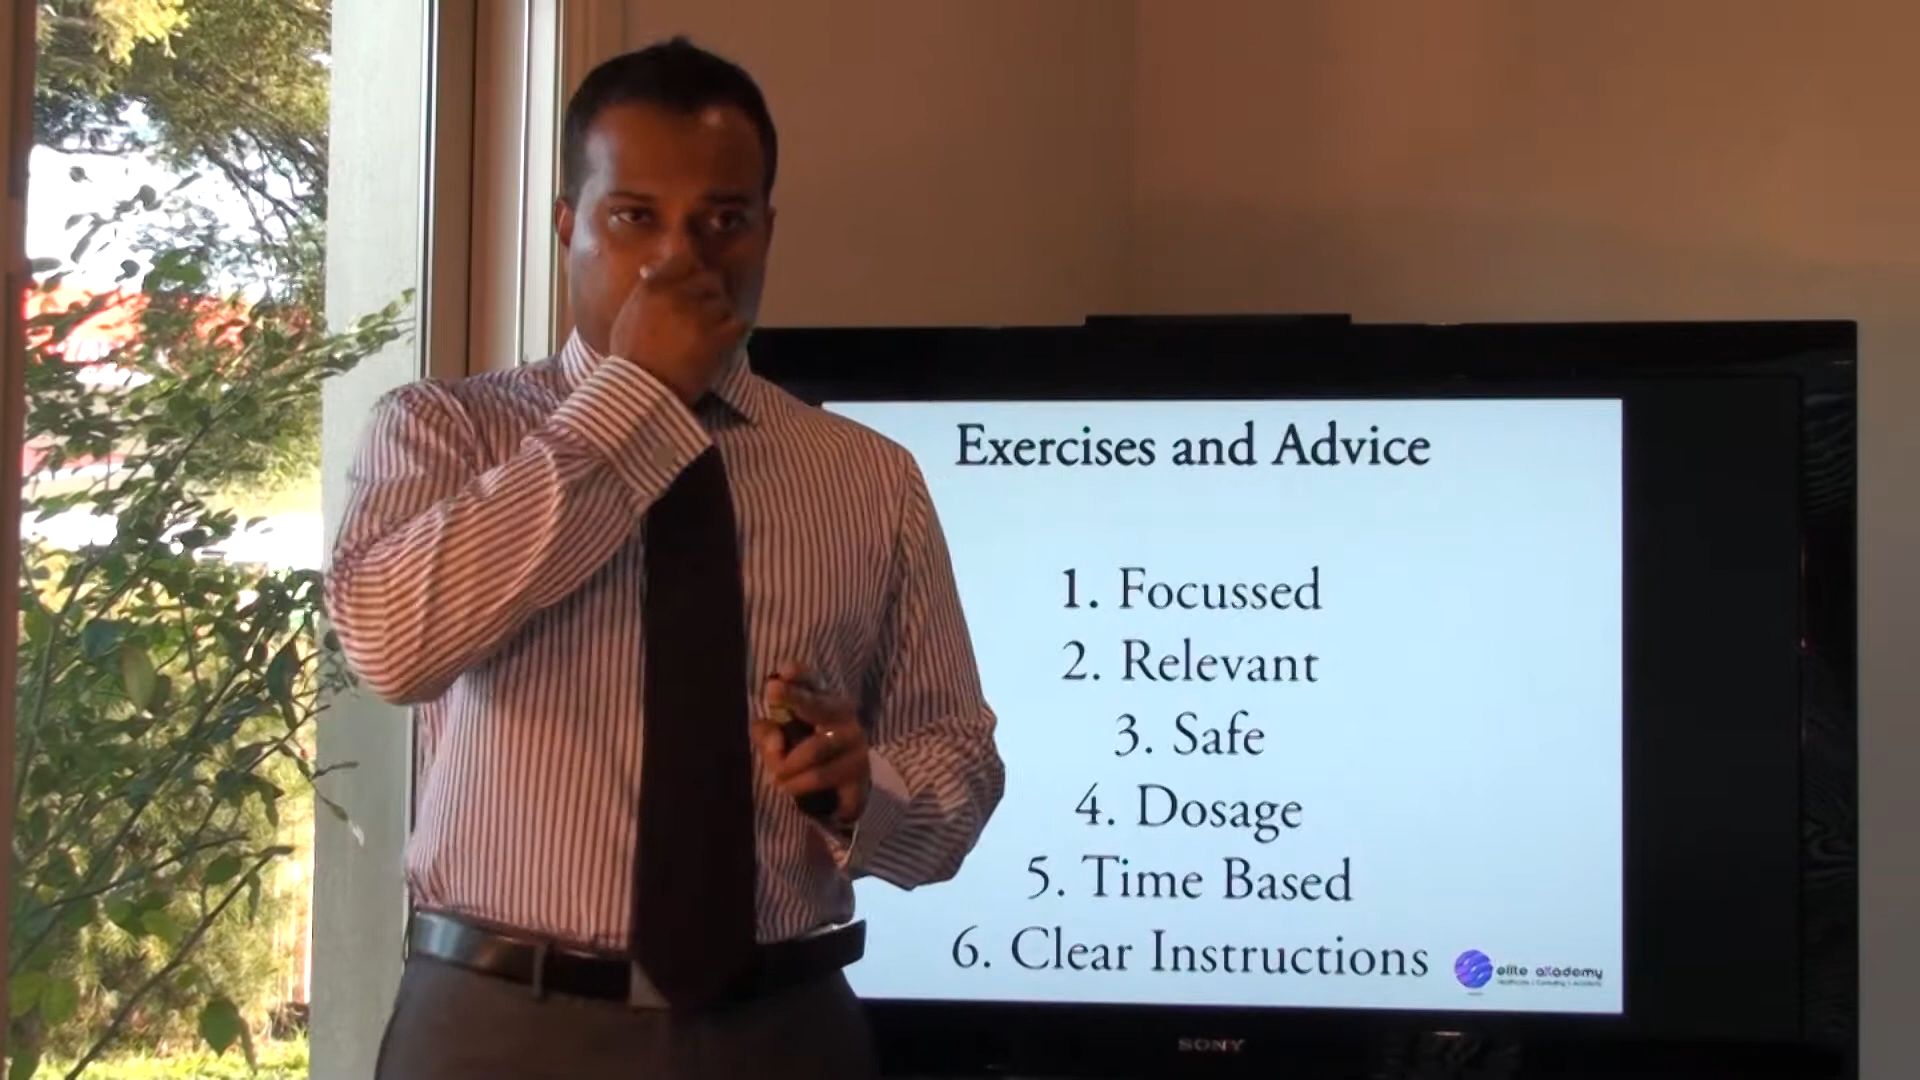 Exercises and Advice
1. Focussed
2. Relevant
3. Safe
4. Dosage
5. Time Based
6. Clear Instructions
elite axademy
SONY